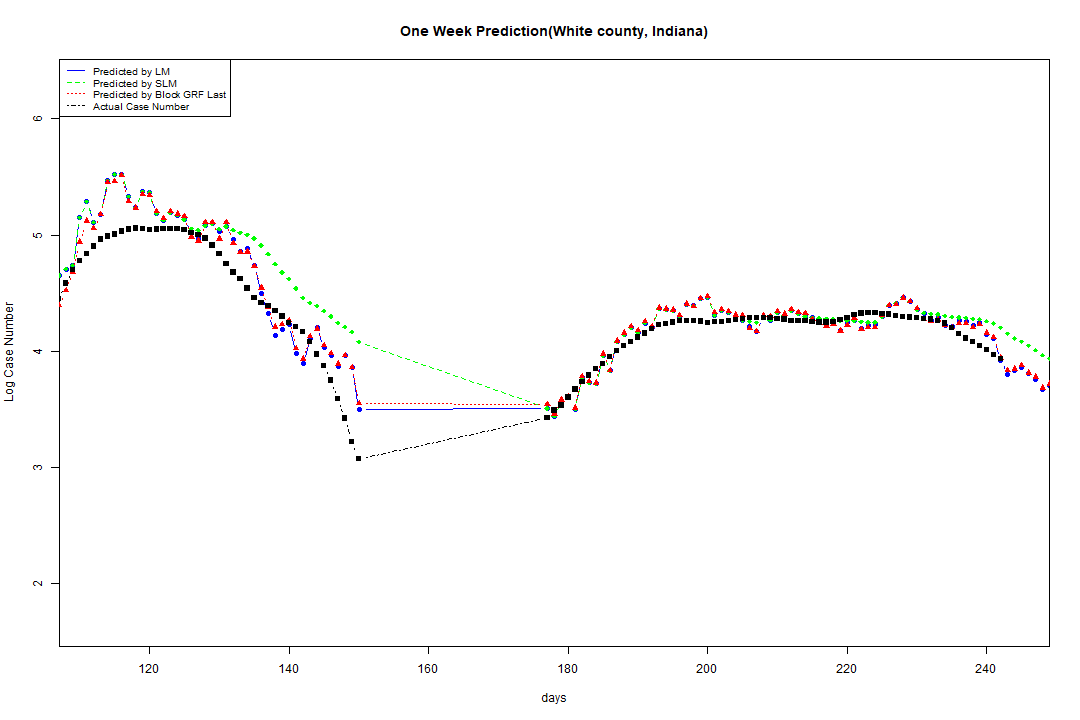 One Week Prediction(White county, Indiana)
Predicted by LM
Predicted by SLM
Predicted by Block GRF Last
Actual Case Number
6
5
4
3
2
Log Case Number
120 140 160 180 200 220 240
days